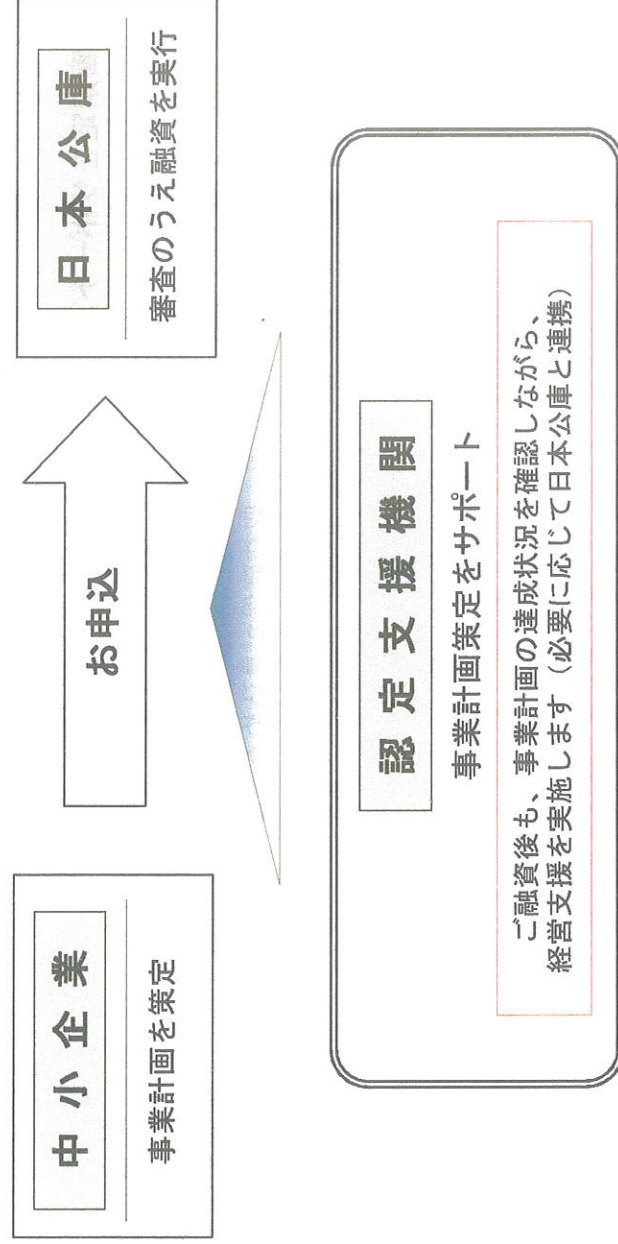 中小企業
事業計画を策定
お申込
日本公庫
審査のうえ融資を実行
認定支援機関
事業計画策定をサポート
ご融資後も、事業計画の達成状況を確認しながら、
経営支援を実施します（必要に応じて日本公庫と連携）